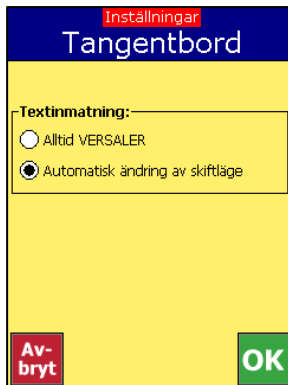 Inställningar
Tangentbord
Textinmatning:
Alltid VERSALER
Automatisk ändring av skiftläge
Av-
bryt
OK